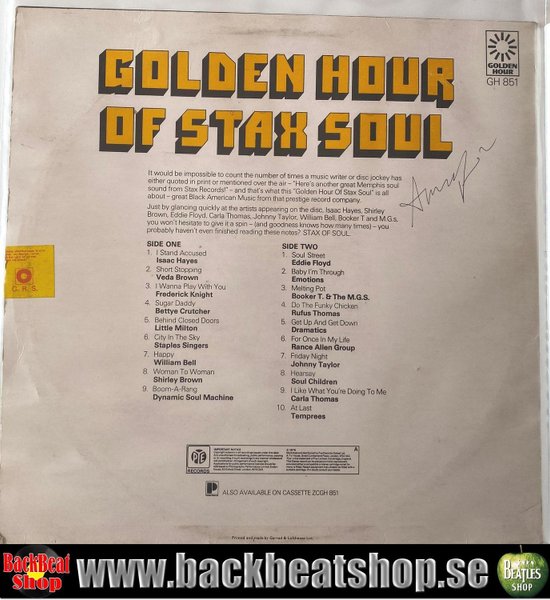 GOLDEN HOUR
OF STAX SOUL
GOLDEN
HOUR
GH 851
It would be impossible to count the number of times a music writer or disc jockey has
either quoted in print or mentioned over the air – "Here's another great Memphis soul
sound from Stax Records!" – and that's what this "Golden Hour Of Stax Soul" is all
about – great Black American Music from that prestige record company.
Just by glancing quickly at the artists appearing on the disc, Isaac Hayes, Shirley
Brown, Eddie Floyd, Carla Thomas, Johnny Taylor, William Bell, Booker T and M.G.s,
you won't hesitate to give it a spin – (and goodness knows how many times) – you
probably haven't even finished reading these notes? STAX OF SOUL.
SIDE ONE
1. I Stand Accused
Isaac Hayes
2. Short Stopping
Veda Brown
3. I Wanna Play With You
Frederick Knight
4. Sugar Daddy
Bettye Crutcher
5. Behind Closed Doors
Little Milton
6. City In The Sky
Staples Singers
7. Happy
William Bell
8. Woman To Woman
Shirley Brown
9. Boom-A-Rang
Dynamic Soul Machine
SIDE TWO
1. Soul Street
Eddie Floyd
2. Baby I'm Through
Emotions
3. Melting Pot
Booker T. & The M.G.S.
4. Do The Funky Chicken
Rufus Thomas
5. Get Up And Get Down
Dramatics
6. For Once In My Life
Rance Allen Group
7. Friday Night
Johnny Taylor
8. Hearsay
Soul Children
9. I Like What You're Doing To Me
Carla Thomas
10. At Last
Temprees
C.R.S.
PYE
RECORDS
IMPORTANT NOTICE
A
ALSO AVAILABLE ON CASSETTE ZCGH 851
Printed and made by Garrod & Lofthouse Ltd.
BackBeat
Shop
www.backbeatshop.se
BEATLES
SHOP